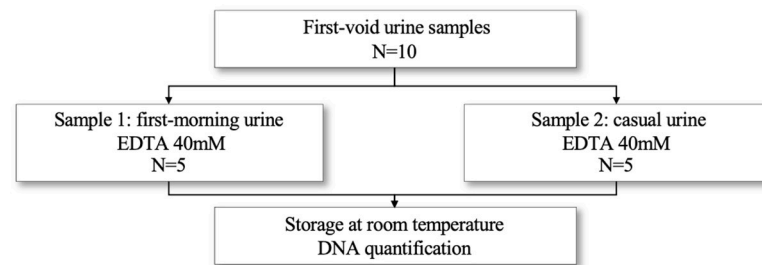 First-void urine samples
N=10
Sample 1: first-morning urine
EDTA 40mM
N=5
Sample 2: casual urine
EDTA 40mM
N=5
Storage at room temperature
DNA quantification